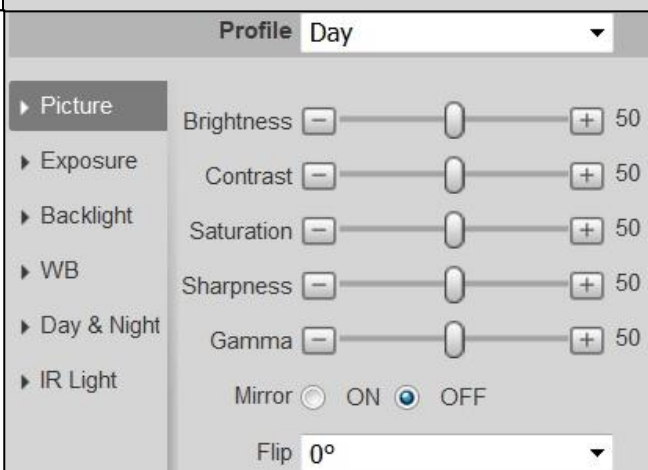 Profile Day
Picture
Exposure
Backlight
WB
Day & Night
IR Light
Brightness 50
Contrast 50
Saturation 50
Sharpness 50
Gamma 50
Mirror ON OFF
Flip 0°